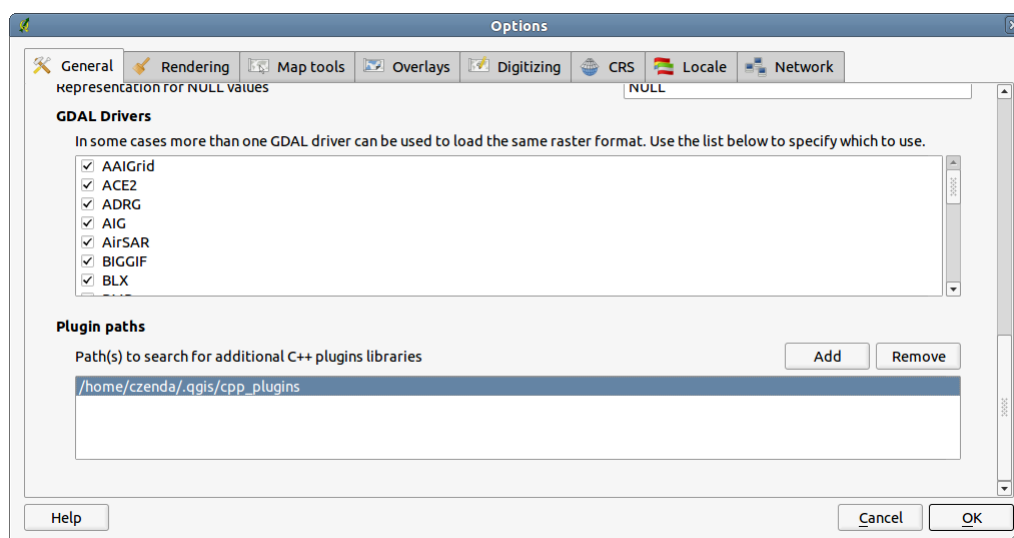 Options
General Rendering Map tools Overlays Digitizing CRS Locale Network
Representation for NULL values NULL
GDAL Drivers
In some cases more than one GDAL driver can be used to load the same raster format. Use the list below to specify which to use.
AAIGrid
ACE2
ADRG
AIG
AirSAR
BIGGIF
BLX
Plugin paths
Path(s) to search for additional C++ plugins libraries Add Remove
/home/czenda/.qgis/cpp_plugins
Help Cancel OK